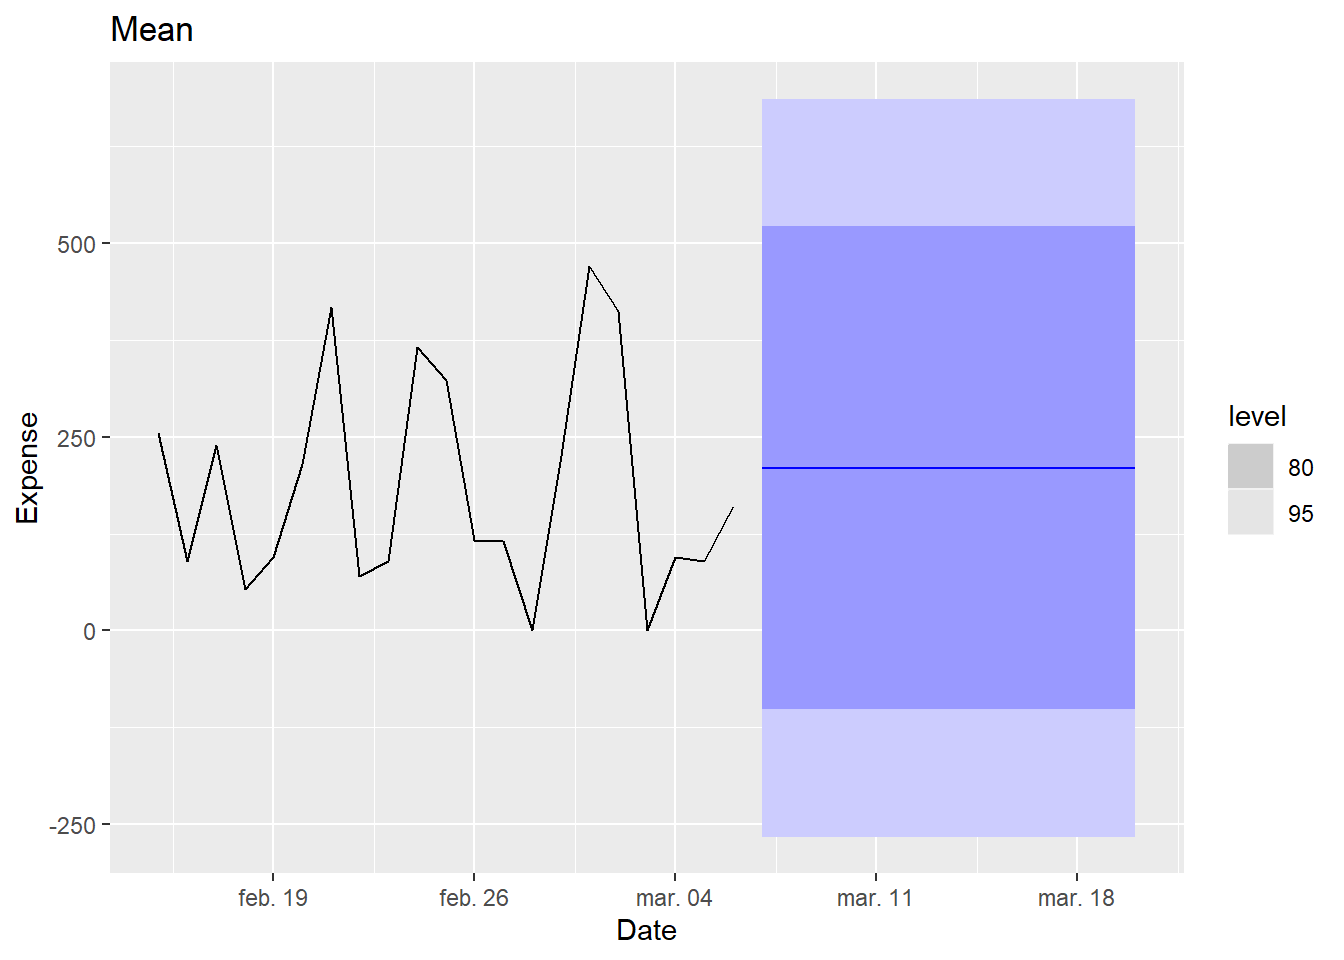 Mean
500
250
0
-250
Expense
feb. 19
feb. 26
mar. 04
mar. 11
mar. 18
Date
level
80
95